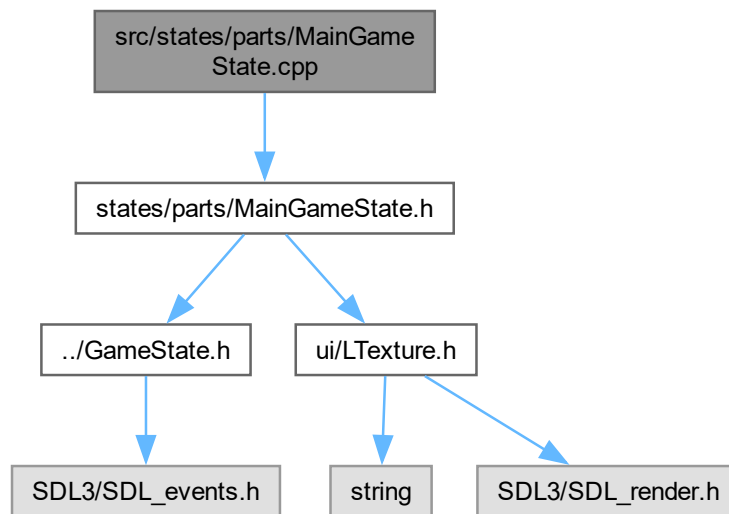 src/states/parts/MainGame
State.cpp
states/parts/MainGameState.h
../GameState.h
ui/LTexture.h
SDL3/SDL_events.h
string
SDL3/SDL_render.h